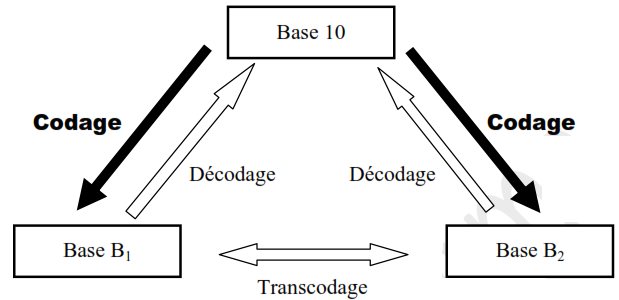 Base 10
Codage
Codage
Décodage
Décodage
Base B₁
Base B₂
Transcodage